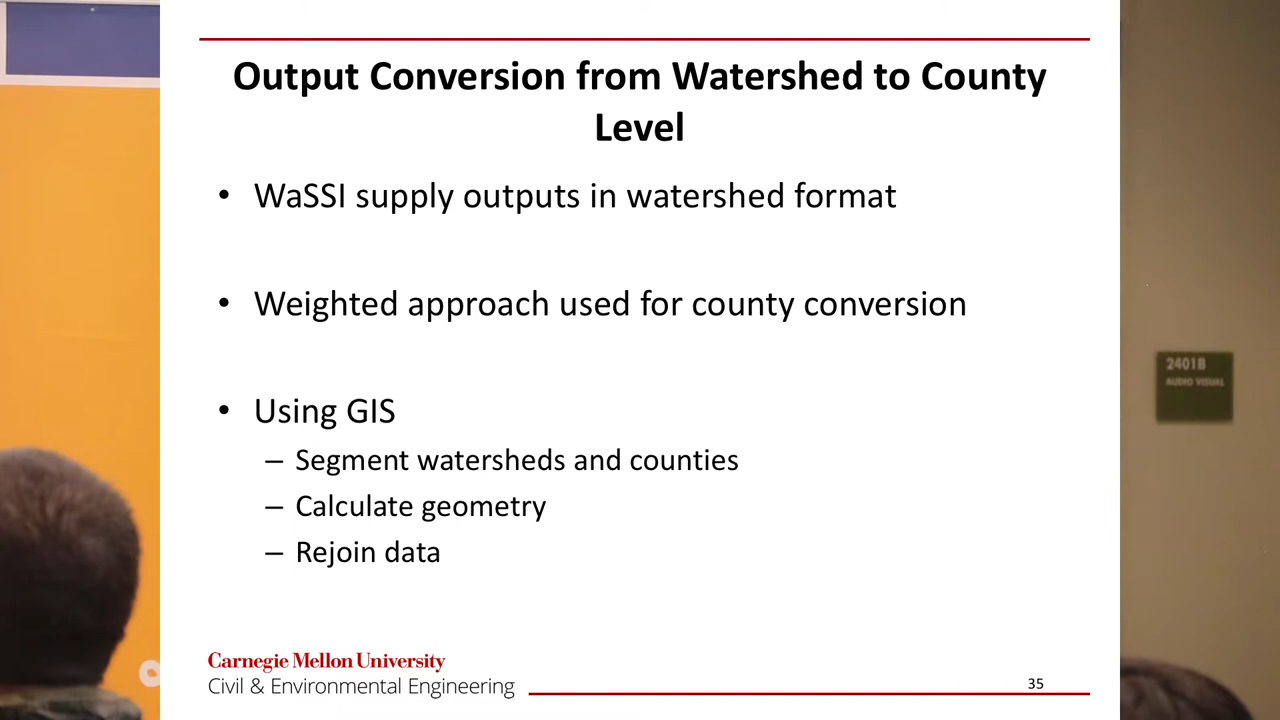 Output Conversion from Watershed to County
Level
• WaSSI supply outputs in watershed format
• Weighted approach used for county conversion
• Using GIS
– Segment watersheds and counties
– Calculate geometry
– Rejoin data
Carnegie Mellon University
Civil & Environmental Engineering
35
2401B
AUDIO VISUAL